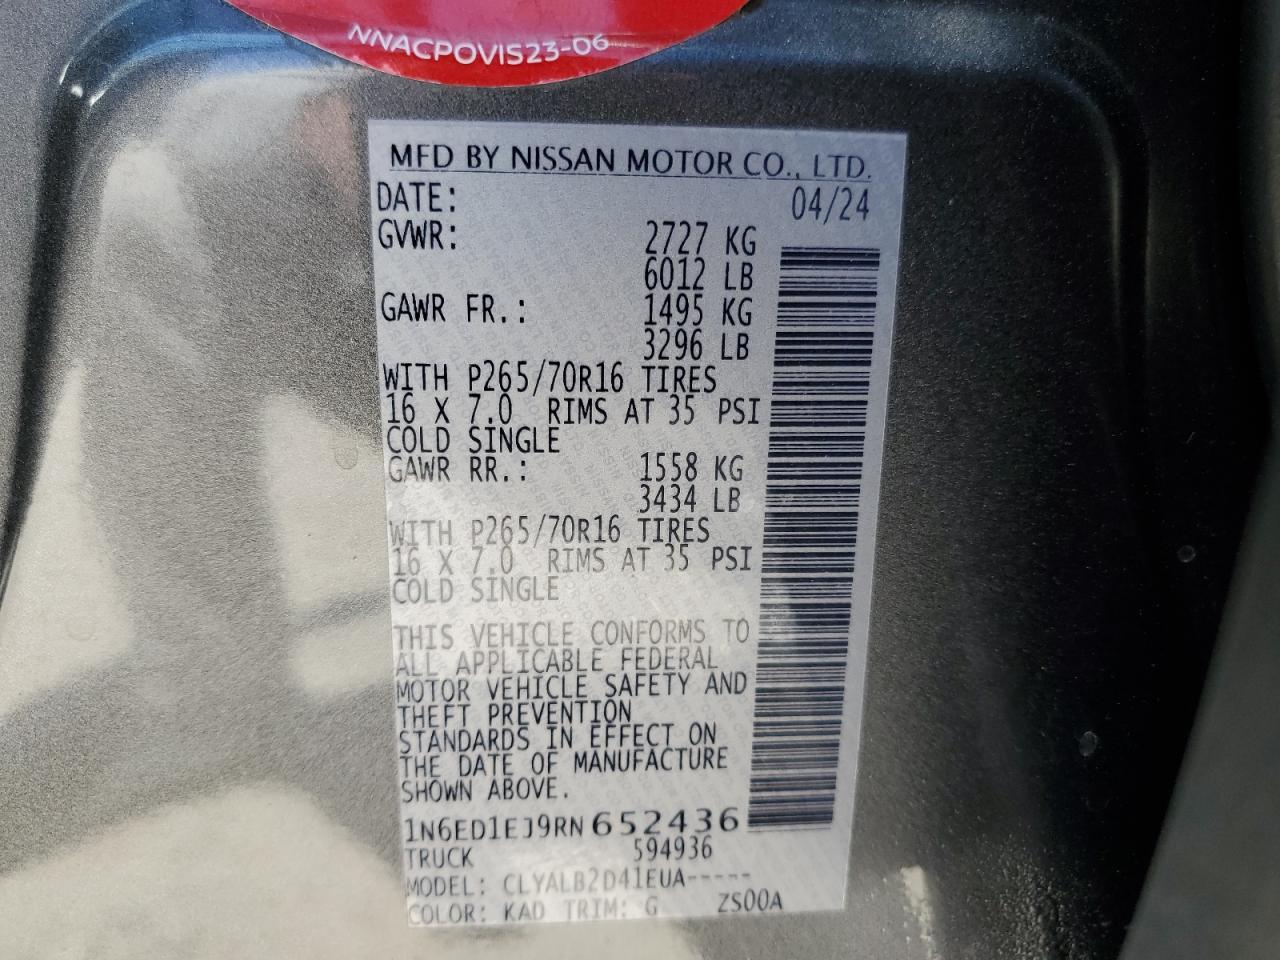 NNACPOVIS23-06
MFD BY NISSAN MOTOR CO., LTD.
DATE: 04/24
GVWR: 2727 KG
6012 LB
GAWR FR.: 1495 KG
3296 LB
WITH P265/70R16 TIRES
16 X 7.0 RIMS AT 35 PSI
COLD SINGLE
GAWR RR.: 1558 KG
3434 LB
WITH P265/70R16 TIRES
16 X 7.0 RIMS AT 35 PSI
COLD SINGLE
THIS VEHICLE CONFORMS TO
ALL APPLICABLE FEDERAL
MOTOR VEHICLE SAFETY AND
THEFT PREVENTION
STANDARDS IN EFFECT ON
THE DATE OF MANUFACTURE
SHOWN ABOVE.
1N6ED1EJ9RN652436
TRUCK 594936
MODEL: CLYALB2D41EUA-----
COLOR: KAD TRIM: G ZS00A